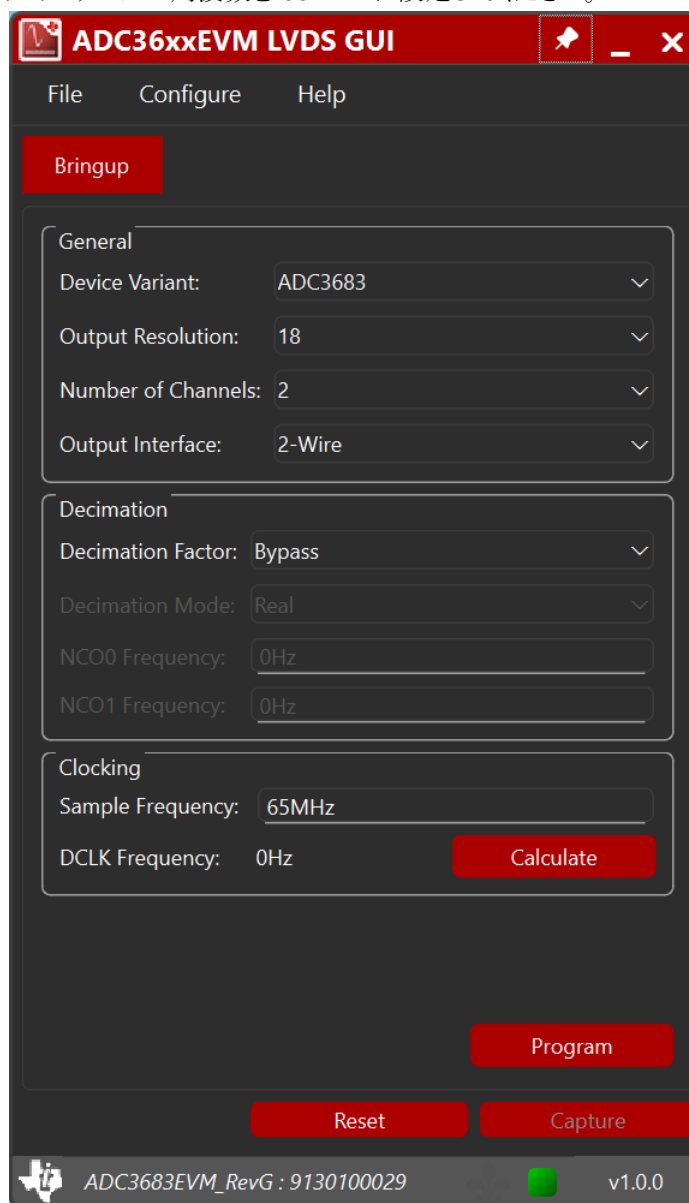 ADC36xxEVM LVDS GUI
File Configure Help
Bringup
General
Device Variant: ADC3683
Output Resolution: 18
Number of Channels: 2
Output Interface: 2-Wire
Decimation
Decimation Factor: Bypass
Decimation Mode: Real
NCO0 Frequency: 0Hz
NCO1 Frequency: 0Hz
Clocking
Sample Frequency: 65MHz
DCLK Frequency: 0Hz Calculate
Program
Reset Capture
ADC3683EVM_RevG : 9130100029 v1.0.0